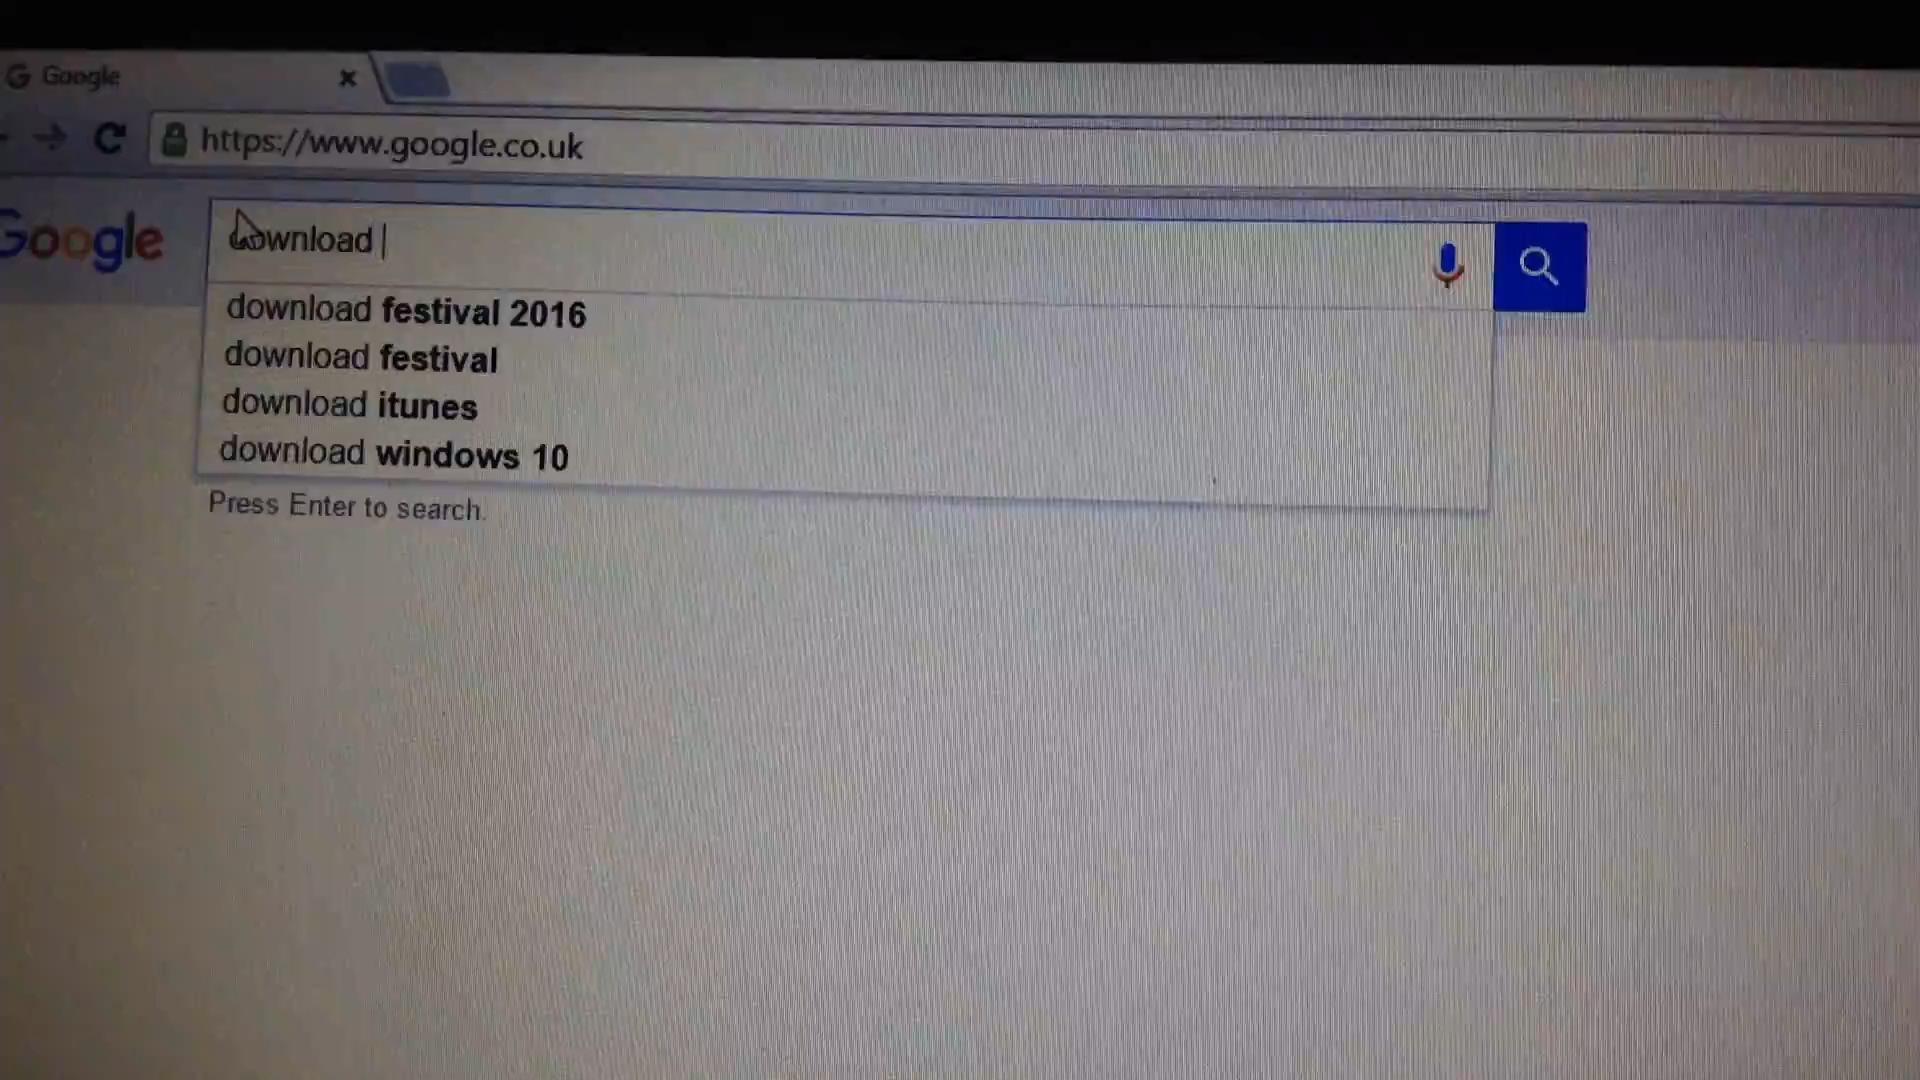 Google
https://www.google.co.uk
Google
download
download festival 2016
download festival
download itunes
download windows 10
Press Enter to search.